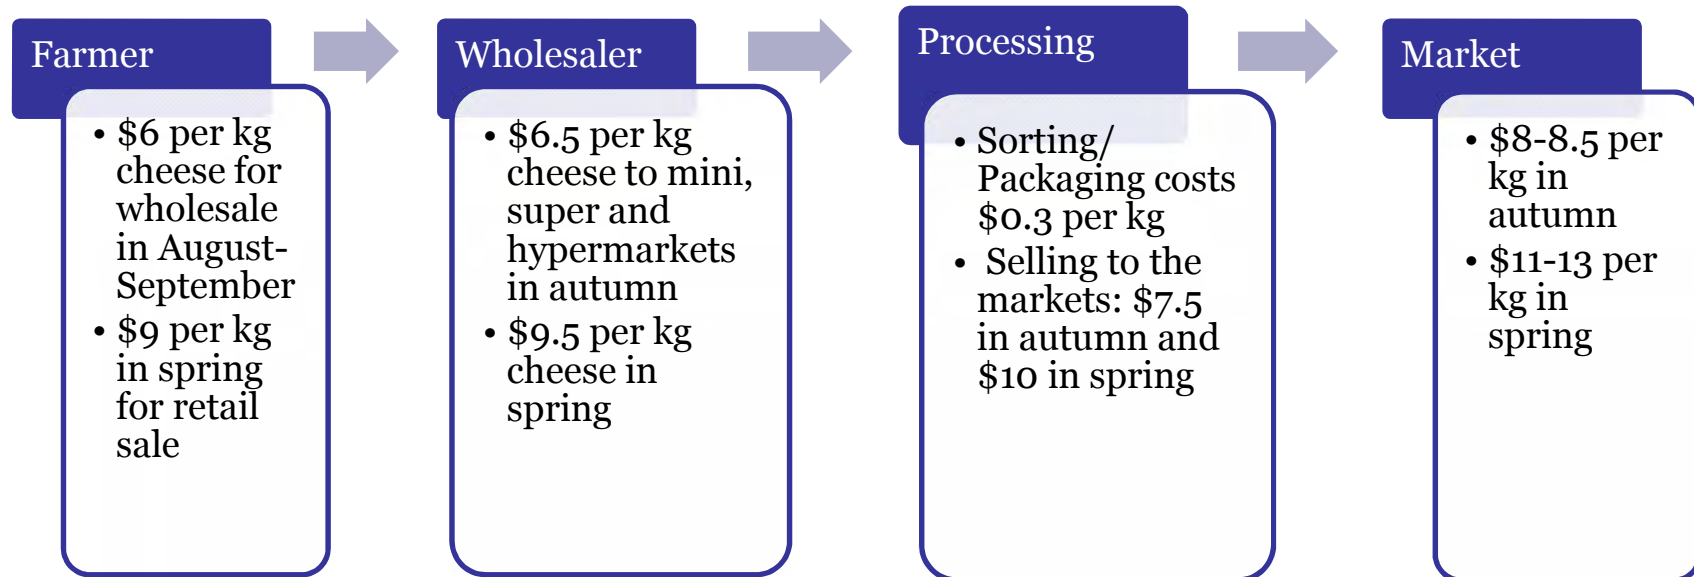 Farmer
• $6 per kg
cheese for
wholesale
in August-
September
• $9 per kg
in spring
for retail
sale
Wholesaler
• $6.5 per kg
cheese to mini,
super and
hypermarkets
in autumn
• $9.5 per kg
cheese in
spring
Processing
• Sorting/
Packaging costs
$0.3 per kg
• Selling to the
markets: $7.5
in autumn and
$10 in spring
Market
• $8-8.5 per
kg in
autumn
• $11-13 per
kg in
spring